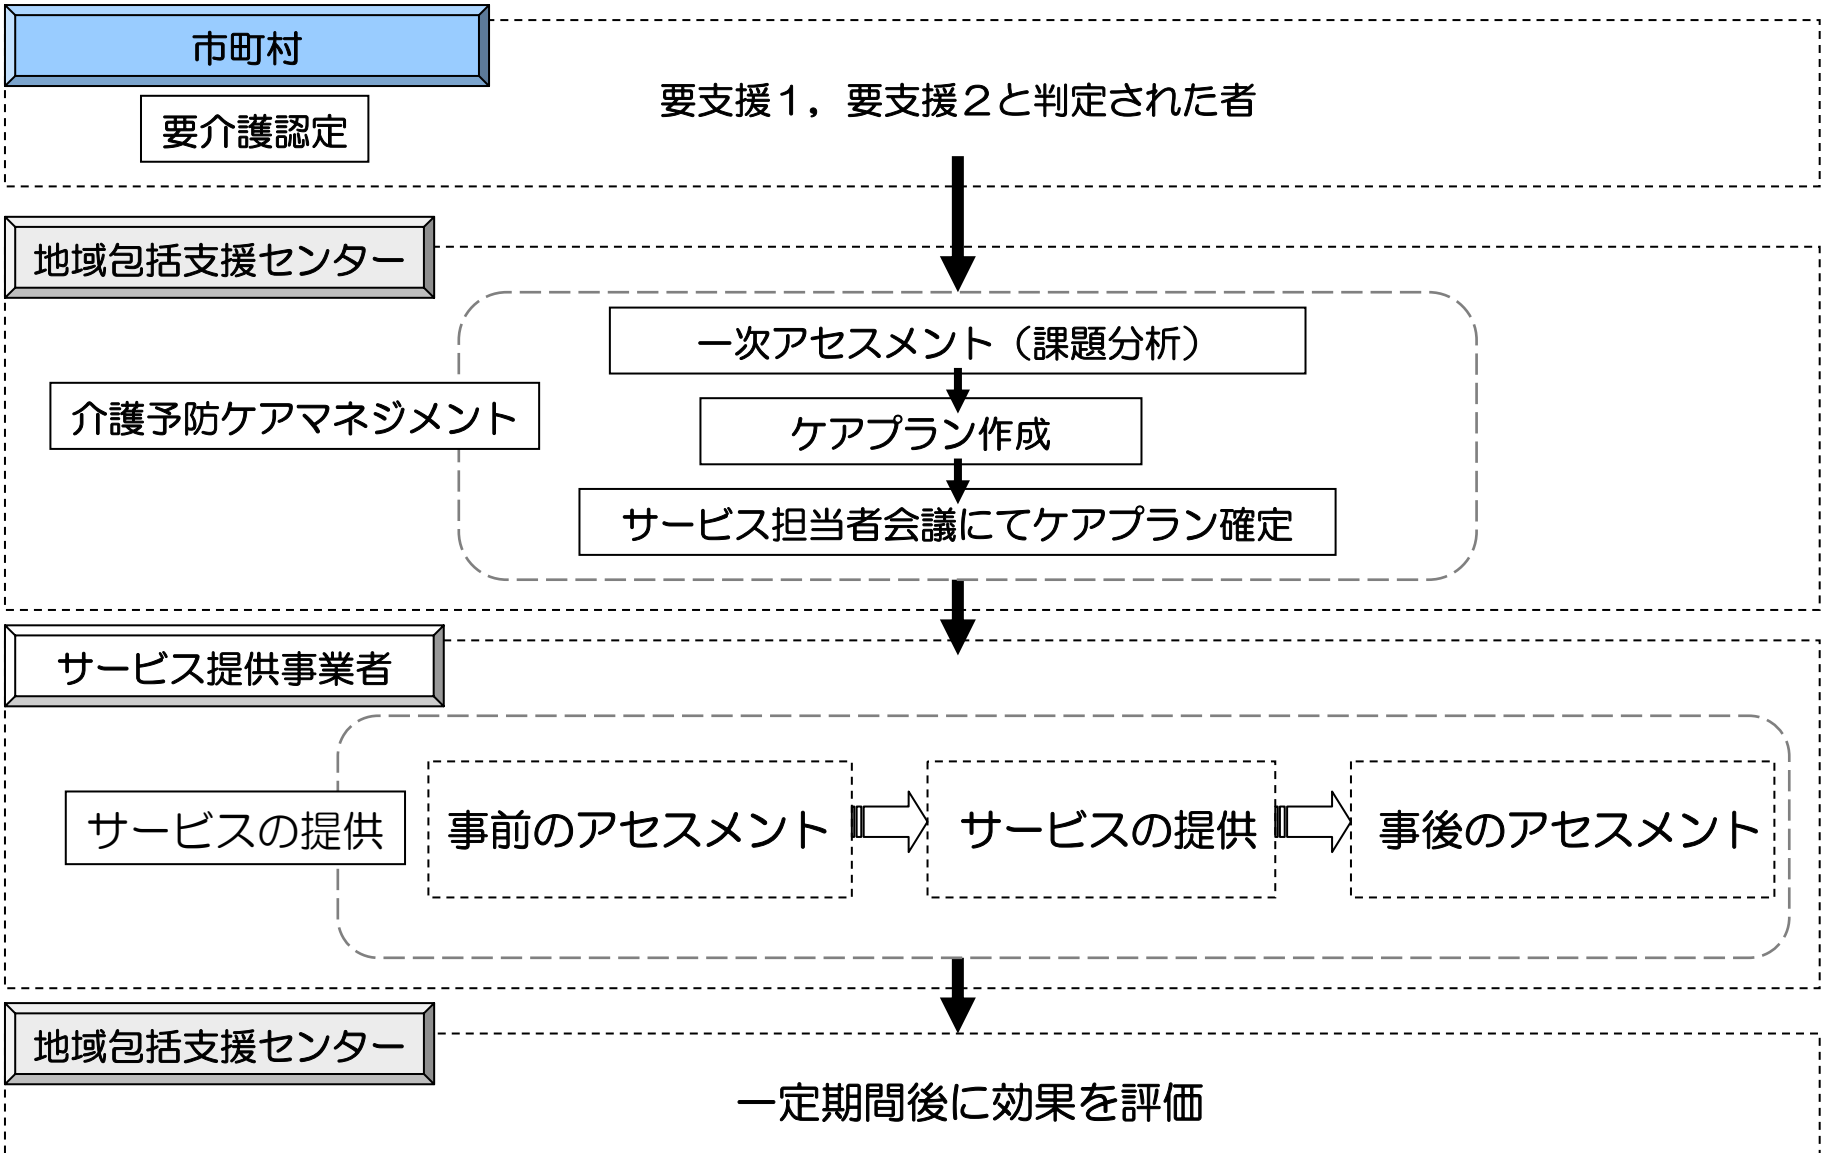 市町村
要支援１，要支援２と判定された者
要介護認定
地域包括支援センター
一次アセスメント（課題分析）
介護予防ケアマネジメント
ケアプラン作成
サービス担当者会議にてケアプラン確定
サービス提供事業者
サービスの提供
事前のアセスメント
サービスの提供
事後のアセスメント
地域包括支援センター
一定期間後に効果を評価